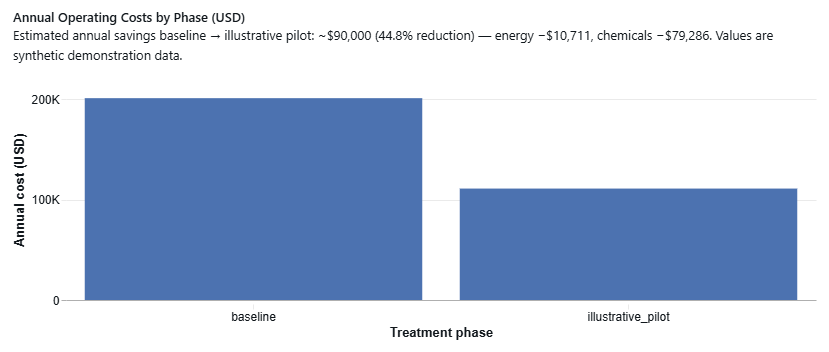 Annual Operating Costs by Phase (USD)
Estimated annual savings baseline → illustrative pilot: ~$90,000 (44.8% reduction) — energy −$10,711, chemicals −$79,286. Values are
synthetic demonstration data.
200K
100K
0
Annual cost (USD)
baseline
illustrative_pilot
Treatment phase